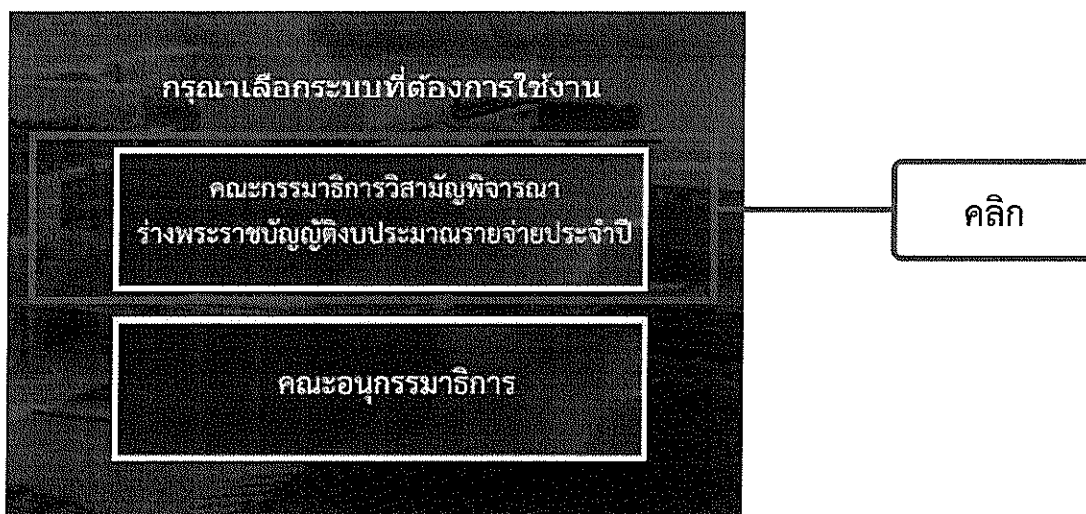 กรุณาเลือกระบบที่ต้องการใช้งาน
คณะกรรมาธิการวิสามัญพิจารณา
ร่างพระราชบัญญัติงบประมาณรายจ่ายประจำปี
คลิก
คณะอนุกรรมาธิการ